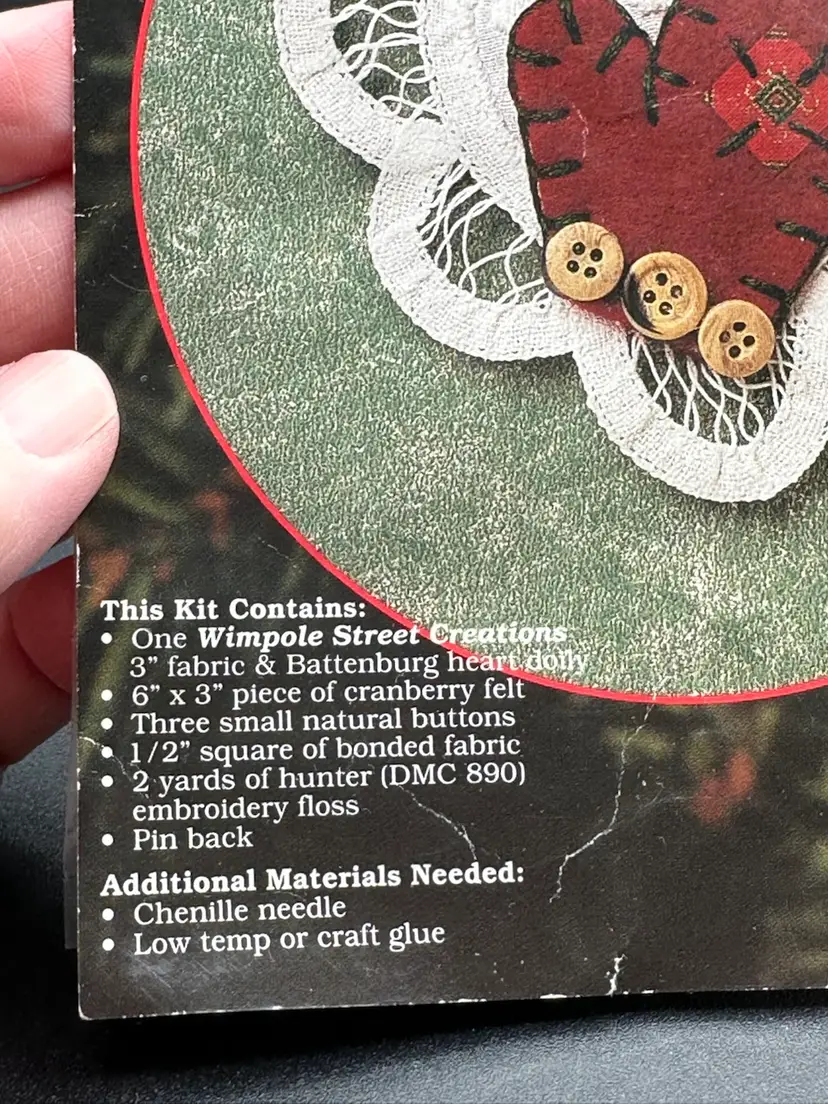 This Kit Contains:
• One Wimpole Street Creations
3" fabric & Battenburg heart doily
• 6" x 3" piece of cranberry felt
• Three small natural buttons
• 1/2" square of bonded fabric
• 2 yards of hunter (DMC 890)
embroidery floss
• Pin back
Additional Materials Needed:
• Chenille needle
• Low temp or craft glue